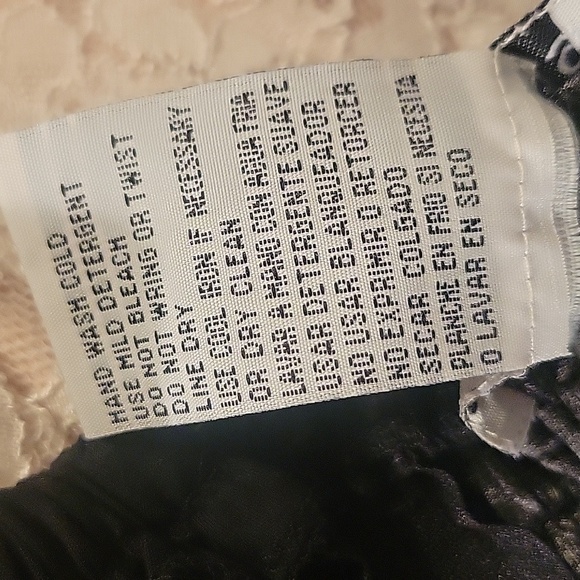 HAND WASH COLD
USE MILD DETERGENT
DO NOT BLEACH
DO NOT WRING OR TWIST
LINE DRY
USE COOL IRON IF NECESSARY
OR DRY CLEAN
LAVAR A MANO CON AQUA FRIA
USAR DETERGENTE SUAVE
NO USAR BLANQUEADOR
NO EXPRIMIR O RETORCER
SECAR COLGADO
PLANCHE EN FRIO SI NECESITA
O LAVAR EN SECO